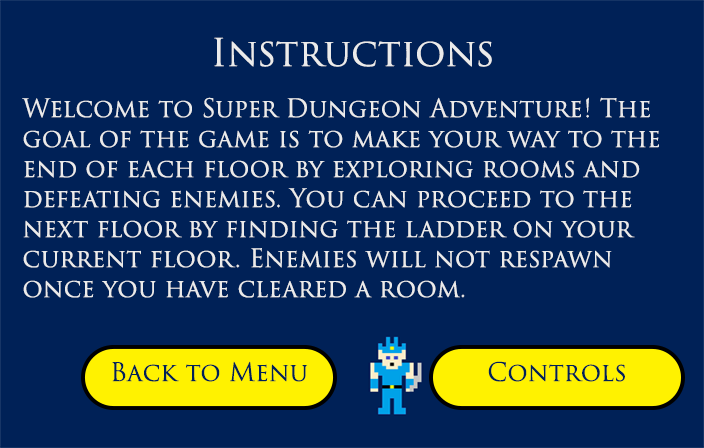 Instructions
Welcome to Super Dungeon Adventure! The
goal of the game is to make your way to the
end of each floor by exploring rooms and
defeating enemies. You can proceed to the
next floor by finding the ladder on your
current floor. Enemies will not respawn
once you have cleared a room.
Back to Menu
Controls